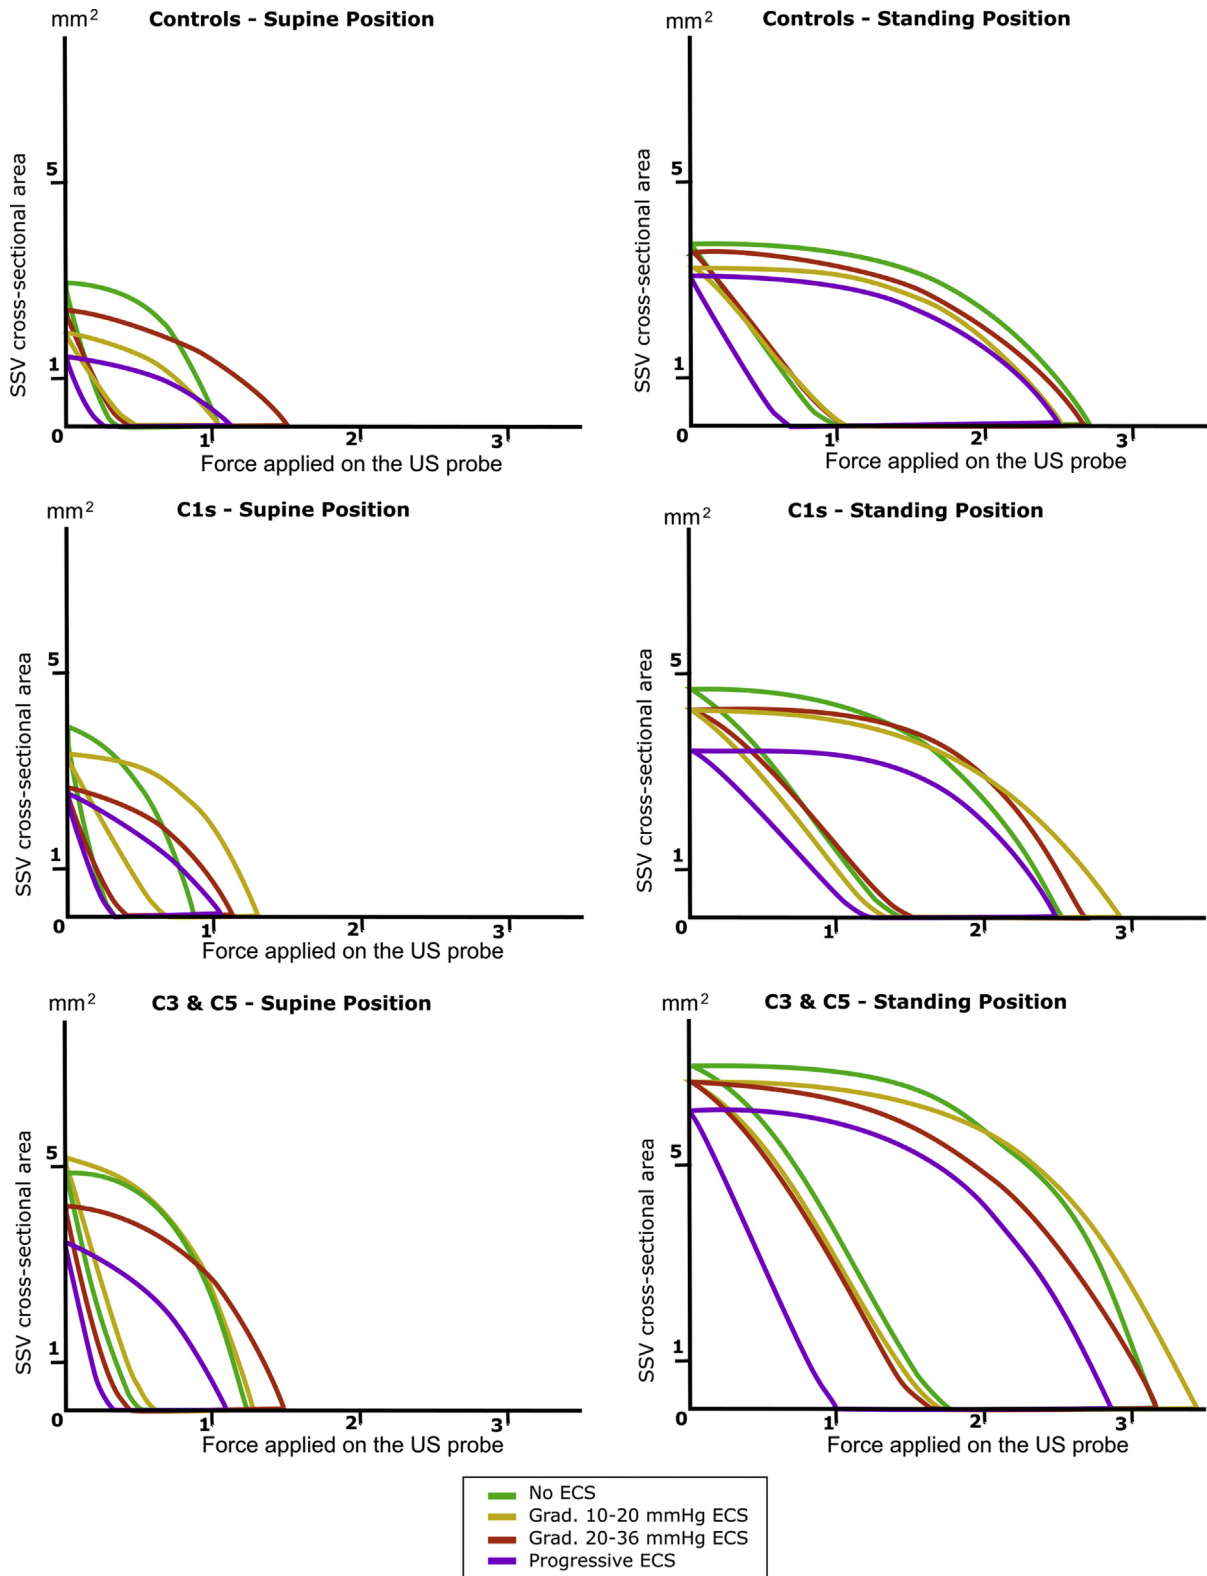 mm2
Controls - Supine Position
SSV cross-sectional area
5
1
0
1
2
3
Force applied on the US probe
mm2
Controls - Standing Position
SSV cross-sectional area
5
1
0
1
2
3
Force applied on the US probe
mm2
C1s - Supine Position
SSV cross-sectional area
5
1
0
1
2
3
Force applied on the US probe
mm2
C1s - Standing Position
SSV cross-sectional area
5
1
0
1
2
3
mm2
C3 & C5 - Supine Position
SSV cross-sectional area
5
1
0
1
2
3
Force applied on the US probe
mm2
C3 & C5 - Standing Position
SSV cross-sectional area
5
1
0
1
2
3
Force applied on the US probe
No ECS
Grad. 10-20 mmHg ECS
Grad. 20-36 mmHg ECS
Progressive ECS